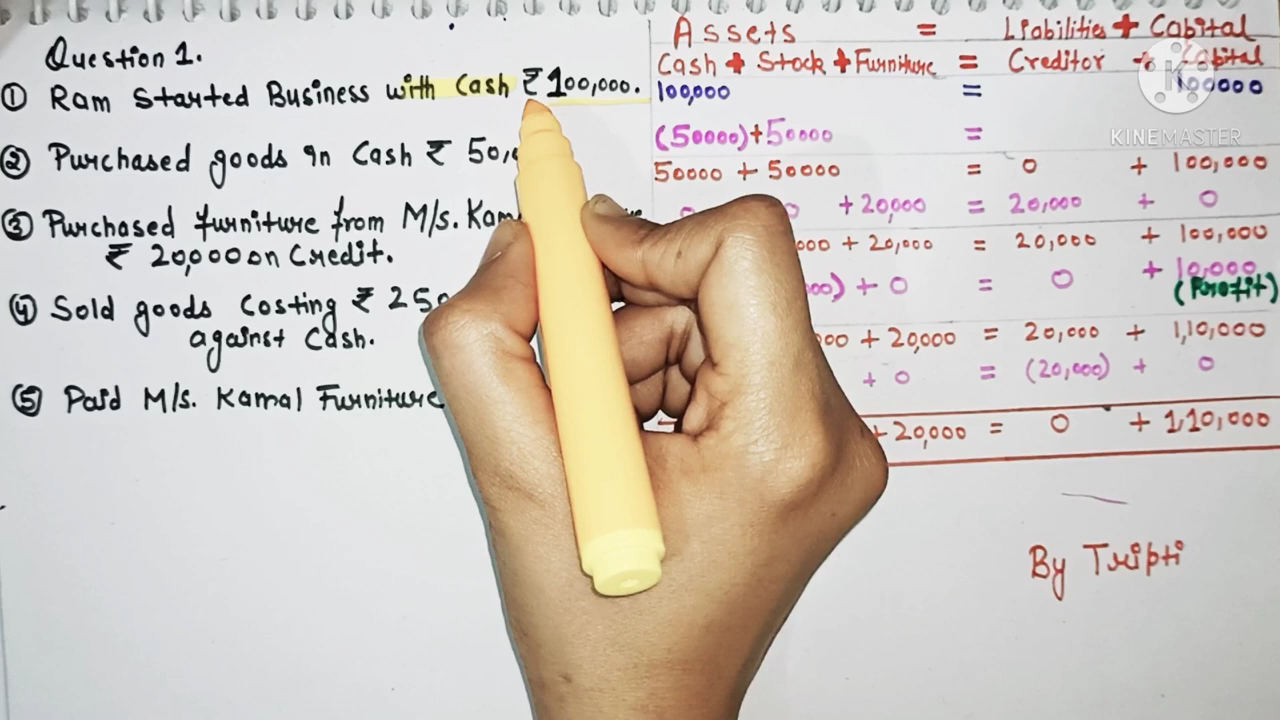 Question 1.
① Ram Started Business with Cash ₹ 100,000.
② Purchased goods in Cash ₹ 50,
③ Purchased furniture from M/s. Kam
₹ 20,000 on Credit.
④ Sold goods Costing ₹ 250
against Cash.
⑤ Paid M/s. Kamal Furniture
Assets = Liabilities + Capital
Cash + Stock + Furniture = Creditor + Capital
100,000 = 100000
(50000)+50000 =
50000 + 50000 = 0 + 100,000
+20,000 = 20,000 + 0
000 + 20,000 = 20,000 + 100,000
00) + 0 = 0 + 10,000
(Profit)
000 + 20,000 = 20,000 + 1,10,000
+ 0 = (20,000) + 0
+20,000 = 0 + 1,10,000
By Tripti
KINEMASTER